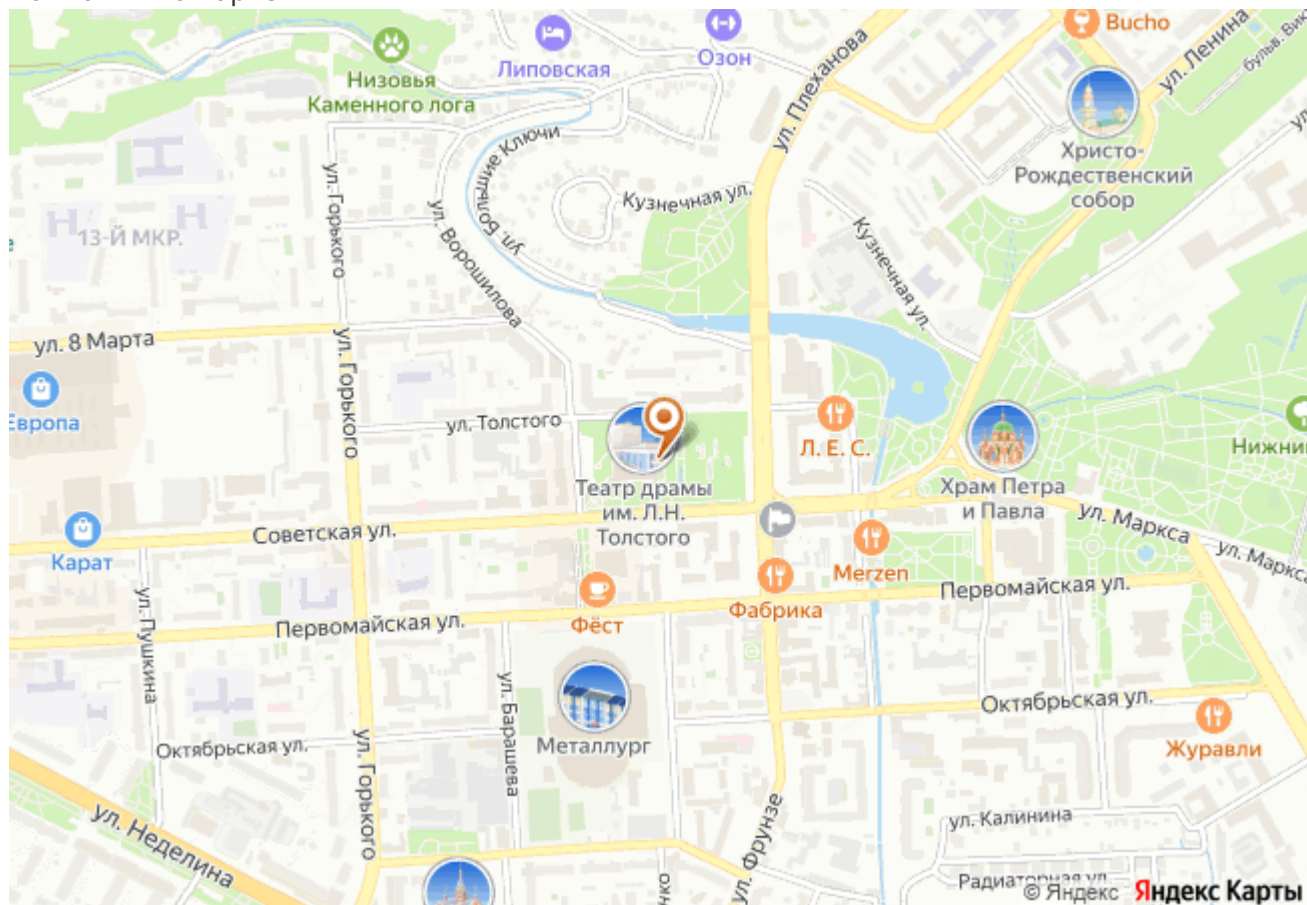 Bucho
ул. Ленина
бульв. Вик
Озон
Липовская
Низовья
Каменного лога
ул. Плеханова
Христо-
Рождественский
собор
ул. Большие Ключи
Кузнечная ул.
ул. Горького
13-Й МКР.
ул. Ворошилова
Кузнечная ул.
ул. 8 Марта
ул. Горького
Европа
ул. Толстого
Л. Е. С.
Нижни
Театр драмы
им. Л.Н.
Толстого
Храм Петра
и Павла
ул. Маркса
ул. Маркса
Советская ул.
Карат
Merzen
Первомайская ул.
ул. Пушкина
Фёст
Фабрика
Первомайская ул.
ул. Барашева
Октябрьская ул.
Журавли
Металлург
Октябрьская ул.
ул. Горького
ул. Неделина
ул. Фрунзе
ул. Калинина
Радиаторная ул.
нко
© Яндекс Яндекс Карты